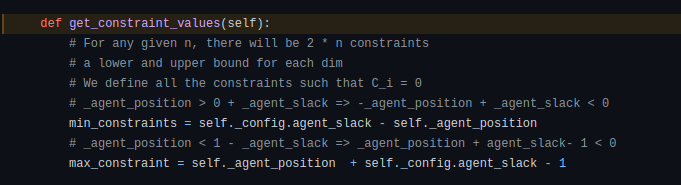 def get_constraint_values(self):
# For any given n, there will be 2 * n constraints
# a lower and upper bound for each dim
# We define all the constraints such that C_i = 0
# _agent_position > 0 + _agent_slack => -_agent_position + _agent_slack < 0
min_constraints = self._config.agent_slack - self._agent_position
# _agent_position < 1 - _agent_slack => _agent_position + agent_slack- 1 < 0
max_constraint = self._agent_position  + self._config.agent_slack - 1